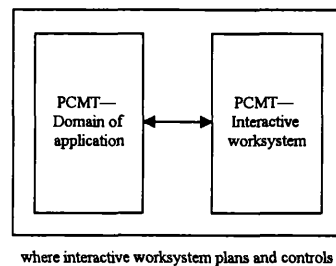 PCMT—
Domain of
application
PCMT—
Interactive
worksystem
where interactive worksystem plans and controls